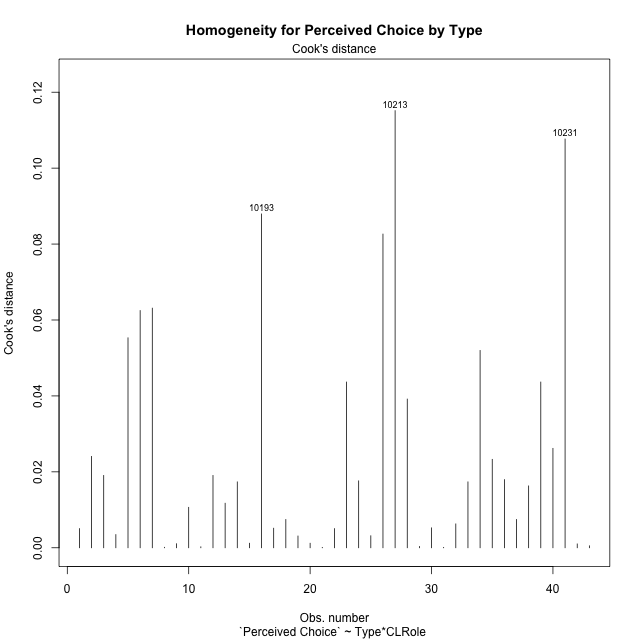 Homogeneity for Perceived Choice by Type
Cook's distance
Cook's distance
0.12
0.10
0.08
0.06
0.04
0.02
0.00
10193
10213
10231
0 10 20 30 40
Obs. number
`Perceived Choice` ~ Type*CLRole